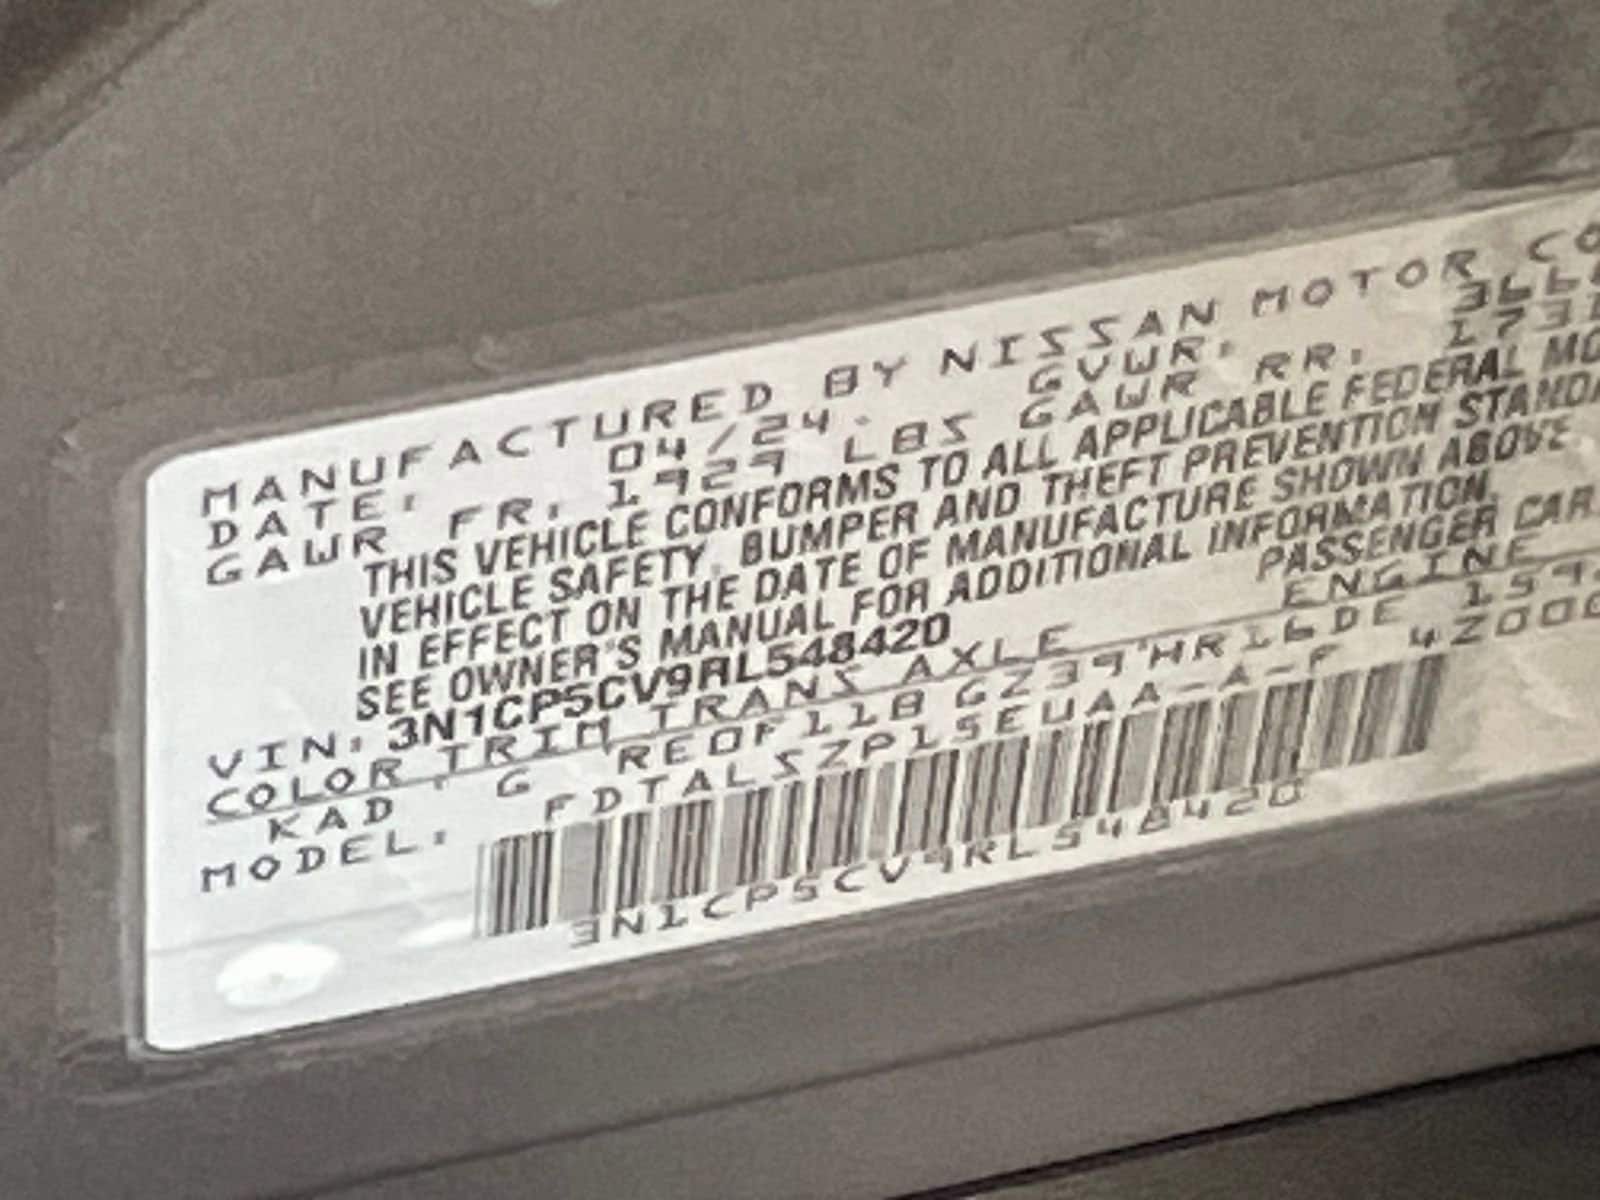 MANUFACTURED BY NISSAN MOTOR CO
DATE: 04/24 GVWR:
GAWR FR: 1929 LBS GAWR RR:
THIS VEHICLE CONFORMS TO ALL APPLICABLE FEDERAL MO
VEHICLE SAFETY, BUMPER AND THEFT PREVENTION STANDA
IN EFFECT ON THE DATE OF MANUFACTURE SHOWN ABOVE
SEE OWNER'S MANUAL FOR ADDITIONAL INFORMATION.
VIN: 3N1CP5CV9RL548420 PASSENGER CAR
COLOR TRIM TRANS AXLE ENGINE
KAD G RE0F11B HR16DE
MODEL:
3N1CP5CV9RL548420